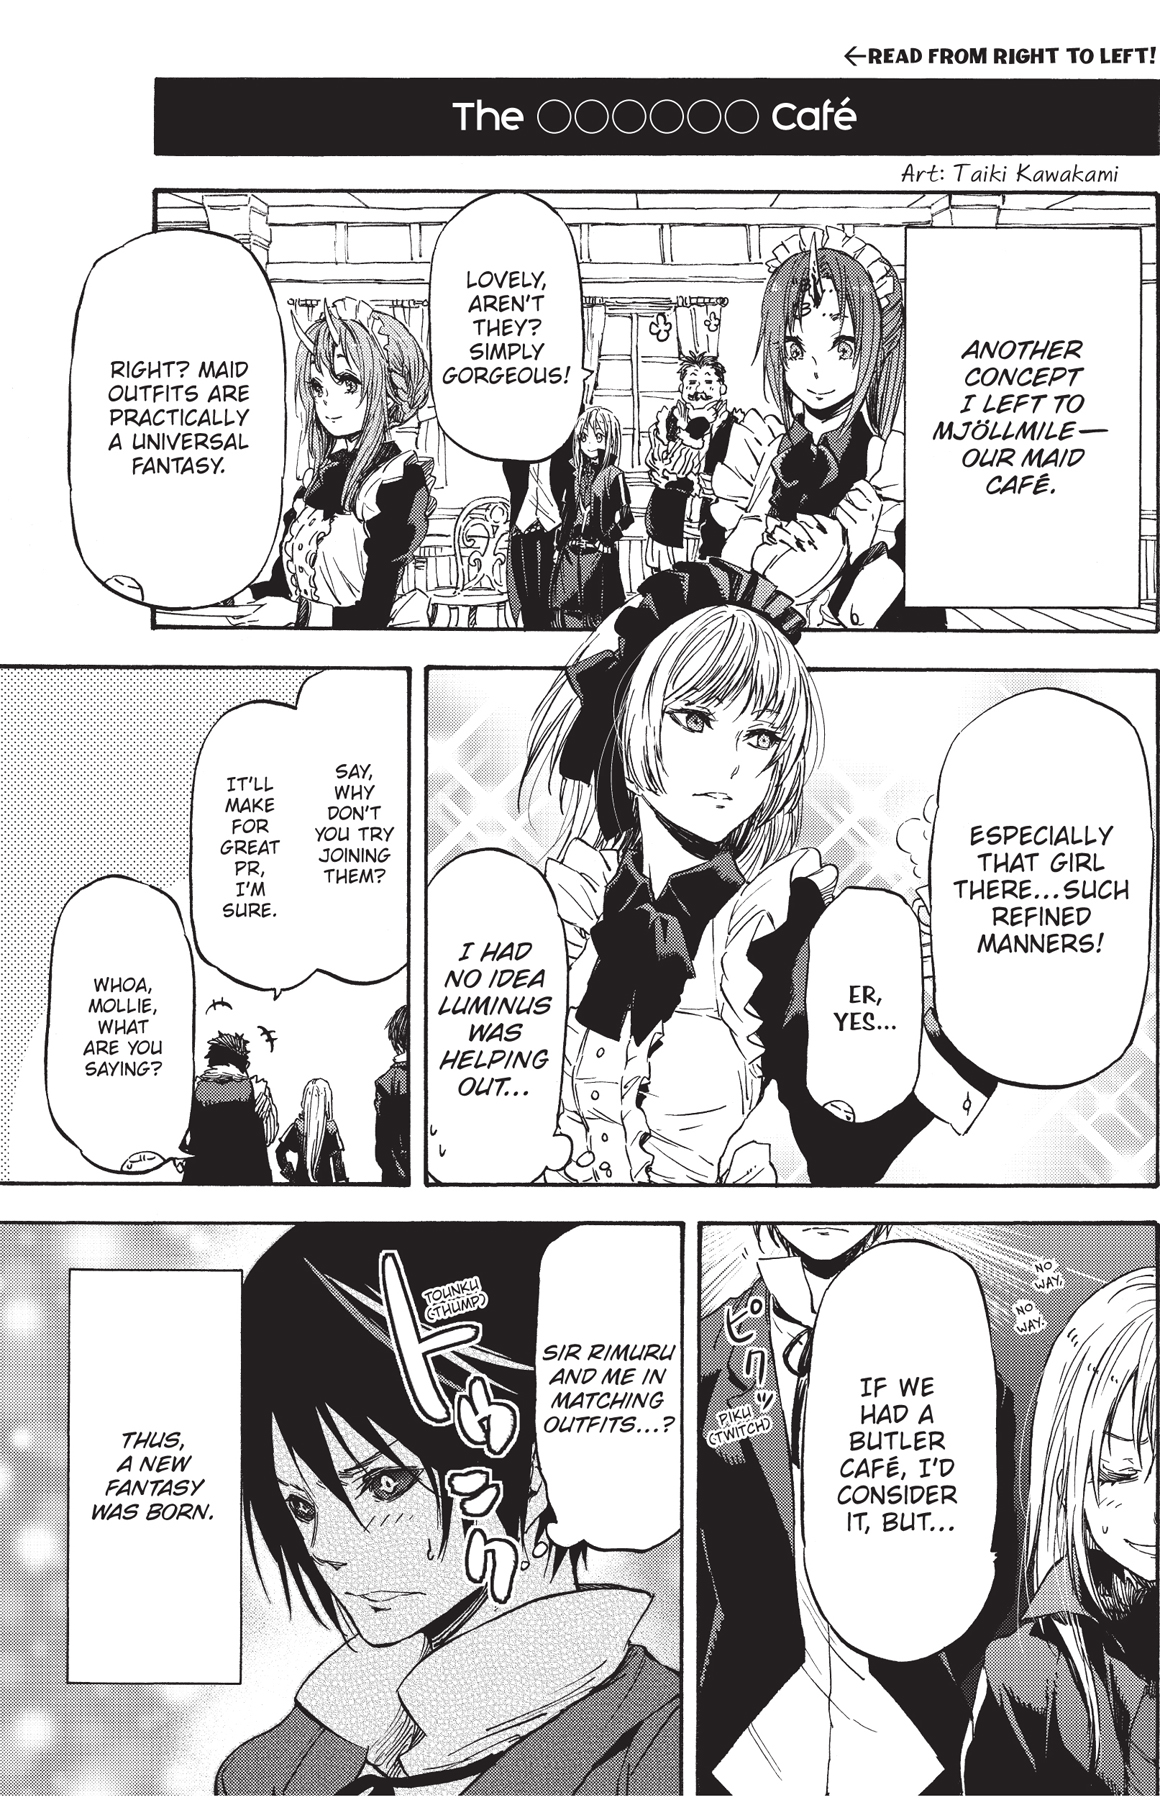 ←READ FROM RIGHT TO LEFT!
The ○○○○○○ Café
Art: Taiki Kawakami
ANOTHER
CONCEPT
I LEFT TO
MJÖLLMILE—
OUR MAID
CAFÉ.
LOVELY,
AREN'T
THEY?
SIMPLY
GORGEOUS!
RIGHT? MAID
OUTFITS ARE
PRACTICALLY
A UNIVERSAL
FANTASY.
ESPECIALLY
THAT GIRL
THERE...SUCH
REFINED
MANNERS!
ER,
YES...
I HAD
NO IDEA
LUMINUS
WAS
HELPING
OUT...
SAY,
WHY
DON'T
YOU TRY
JOINING
THEM?
IT'LL
MAKE
FOR
GREAT
PR,
I'M
SURE.
WHOA,
MOLLIE,
WHAT
ARE YOU
SAYING?
NO
WAY.
NO
WAY.
IF WE
HAD A
BUTLER
CAFÉ, I'D
CONSIDER
IT, BUT...
ピクッ
PIKU
(TWITCH)
SIR RIMURU
AND ME IN
MATCHING
OUTFITS...?
TOUNKU
(THUMP)
トゥンク
THUS,
A NEW
FANTASY
WAS BORN.